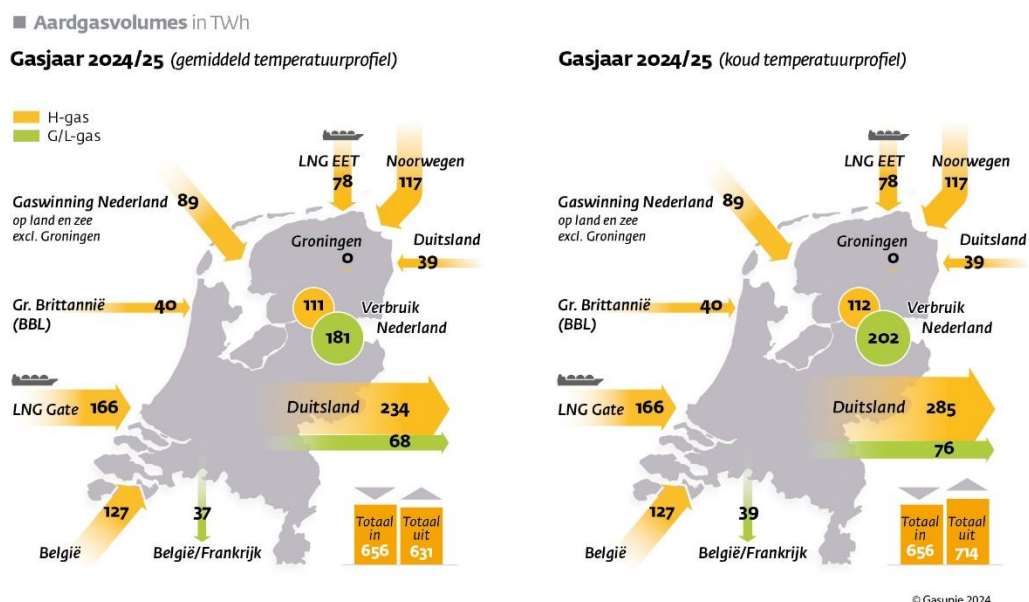 Aardgasvolumes in TWh
Gasjaar 2024/25 (gemiddeld temperatuurprofiel)
H-gas
G/L-gas
LNG EET
78
Noorwegen
117
Gaswinning Nederland 89
op land en zee
excl. Groningen
Groningen
0
Duitsland
39
Gr. Brittannië
(BBL)
40
111
181
Verbruik
Nederland
LNG Gate 166
Duitsland 234
68
127
België
37
België/Frankrijk
Totaal
in
656
Totaal
uit
631
Gasjaar 2024/25 (koud temperatuurprofiel)
LNG EET
78
Noorwegen
117
Gaswinning Nederland 89
op land en zee
excl. Groningen
Groningen
0
Duitsland
39
Gr. Brittannië
(BBL)
40
112
202
Verbruik
Nederland
LNG Gate 166
Duitsland 285
76
127
België
39
België/Frankrijk
Totaal
in
656
Totaal
uit
714
© Gasunie 2024